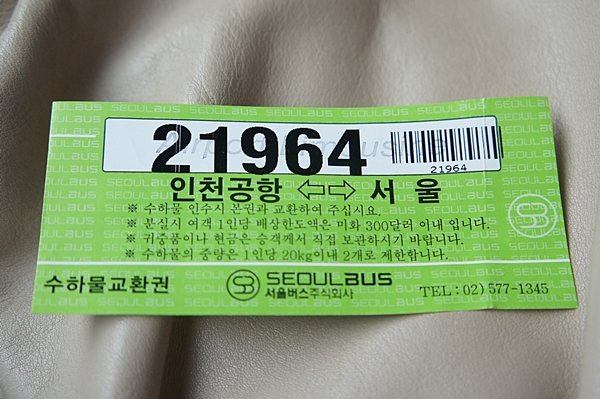 21964
21964
인천공항 ⇦⇨ 서울
※ 수하물 인수시 본권과 교환하여 주십시요.
※ 분실시 여객 1인당 배상한도액은 미화 300달러 이내 입니다.
※ 귀중품이나 현금은 승객께서 직접 보관하시기 바랍니다.
※ 수하물의 중량은 1인당 20kg이내 2개로 제한합니다.
수하물교환권
SB SEOULBUS
서울버스주식회사
TEL : 02) 577-1345